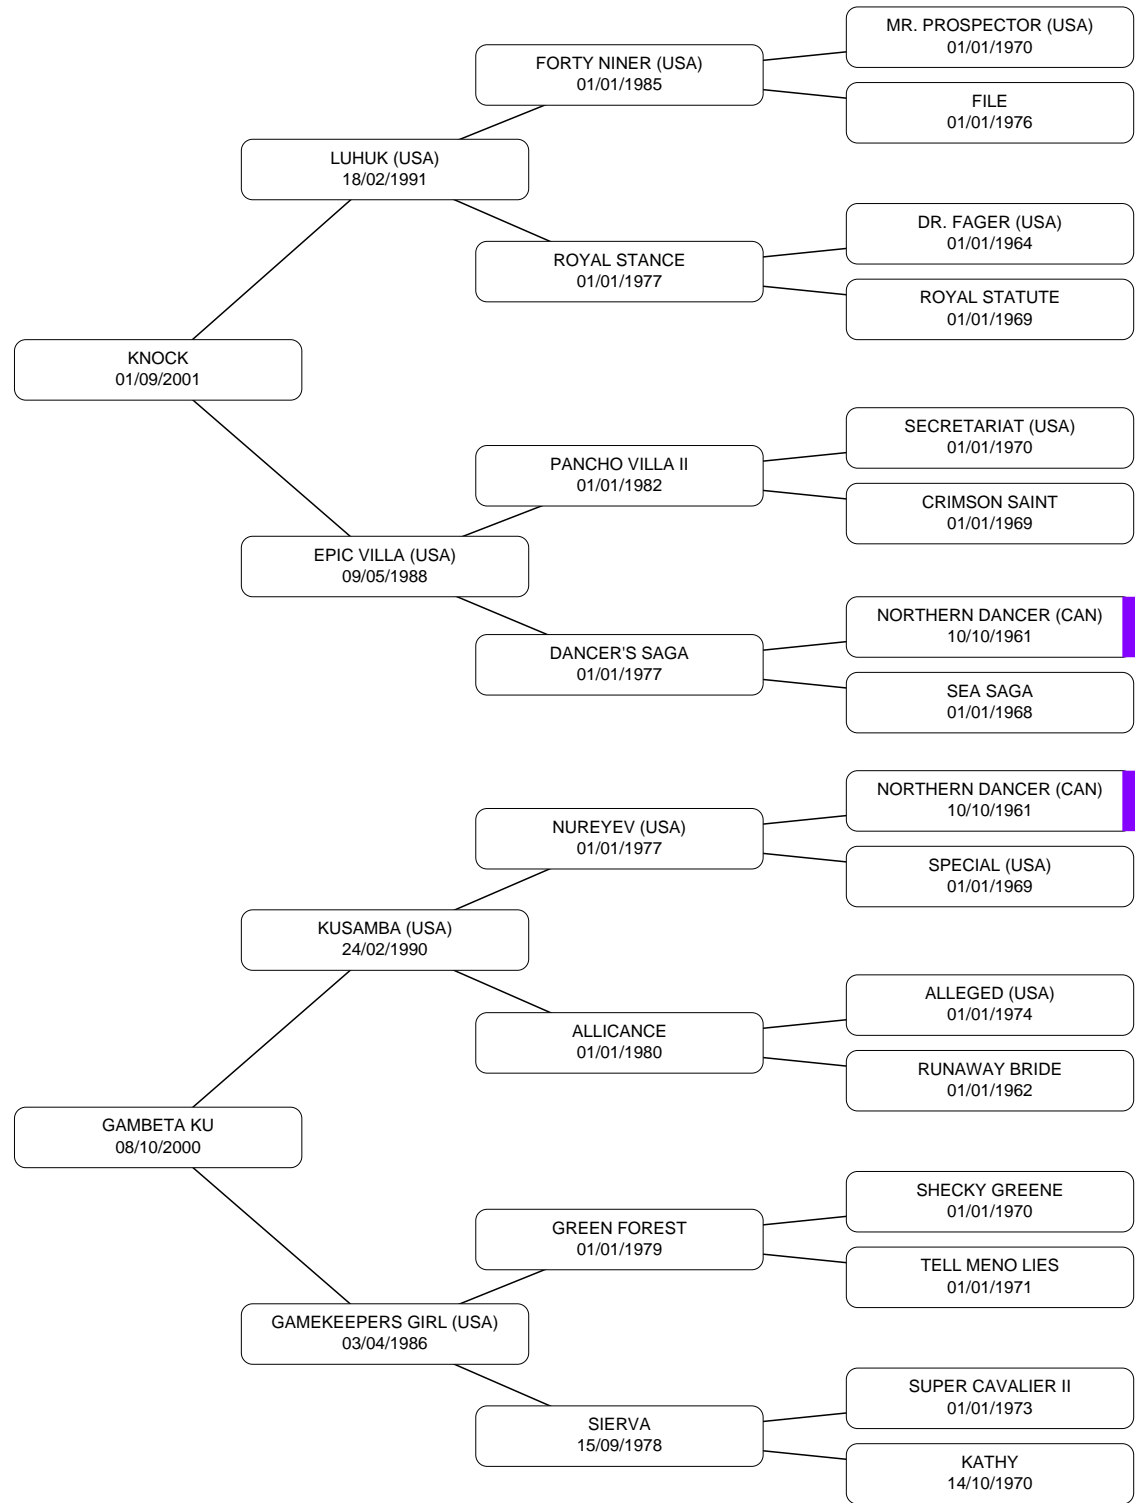 MR. PROSPECTOR (USA)
01/01/1970
FORTY NINER (USA)
01/01/1985
FILE
01/01/1976
LUHUK (USA)
18/02/1991
DR. FAGER (USA)
01/01/1964
ROYAL STANCE
01/01/1977
ROYAL STATUTE
01/01/1969
KNOCK
01/09/2001
SECRETARIAT (USA)
01/01/1970
PANCHO VILLA II
01/01/1982
CRIMSON SAINT
01/01/1969
EPIC VILLA (USA)
09/05/1988
NORTHERN DANCER (CAN)
10/10/1961
DANCER'S SAGA
01/01/1977
SEA SAGA
01/01/1968
NORTHERN DANCER (CAN)
10/10/1961
NUREYEV (USA)
01/01/1977
SPECIAL (USA)
01/01/1969
KUSAMBA (USA)
24/02/1990
ALLEGED (USA)
01/01/1974
ALLICANCE
01/01/1980
RUNAWAY BRIDE
01/01/1962
GAMBETA KU
08/10/2000
SHECKY GREENE
01/01/1970
GREEN FOREST
01/01/1979
TELL MENO LIES
01/01/1971
GAMEKEEPERS GIRL (USA)
03/04/1986
SUPER CAVALIER II
01/01/1973
SIERVA
15/09/1978
KATHY
14/10/1970